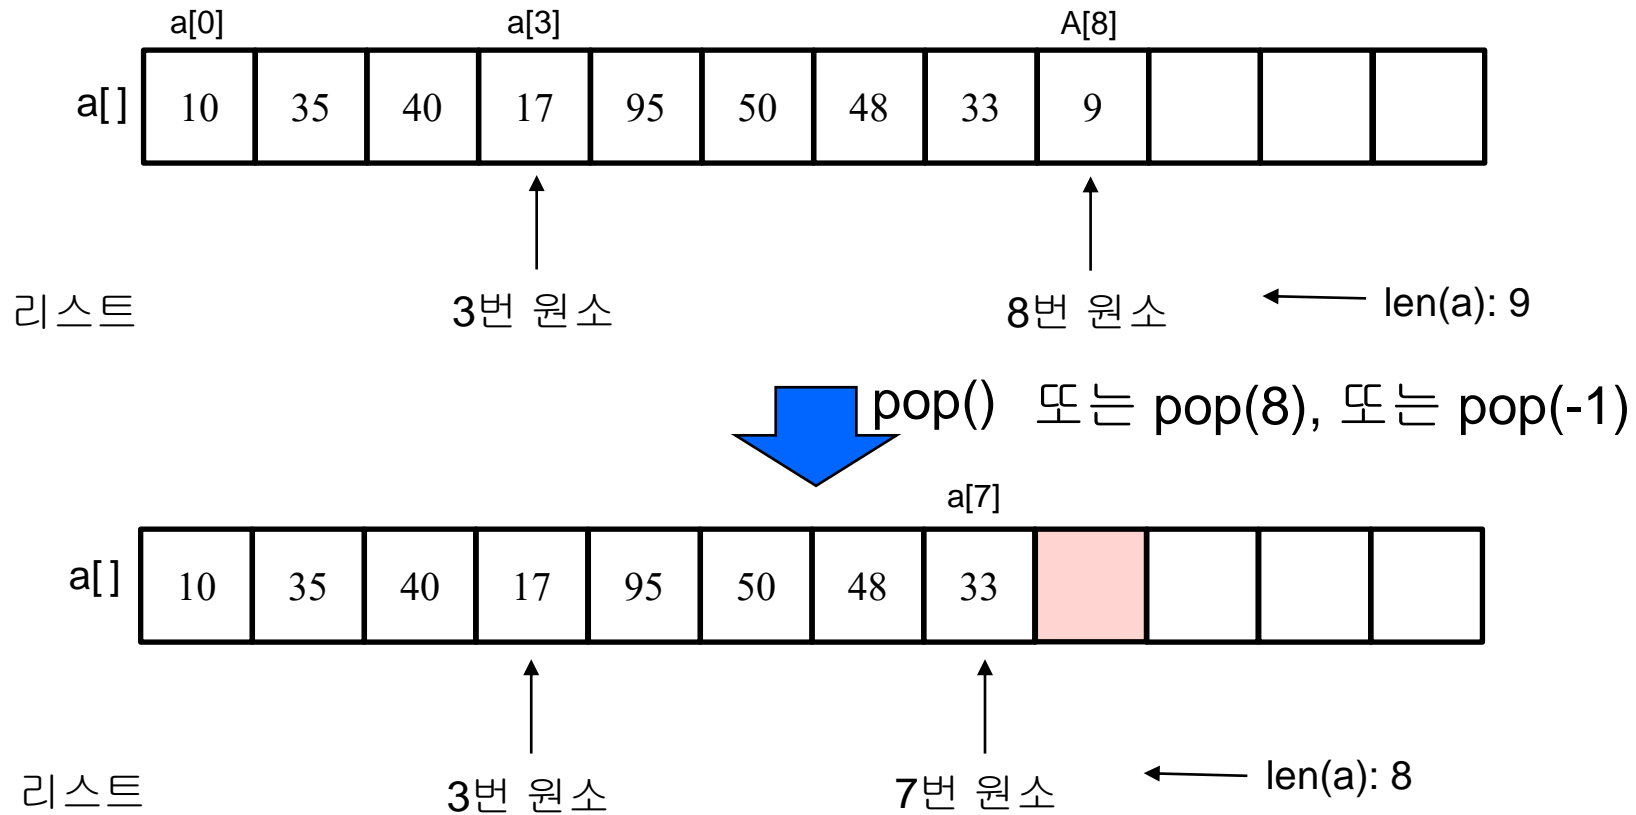 a[0] a[3] A[8]
a[ ] 10 35 40 17 95 50 48 33 9
리스트 3번 원소 8번 원소 len(a): 9
pop() 또는 pop(8), 또는 pop(-1)
a[7]
a[ ] 10 35 40 17 95 50 48 33
리스트 3번 원소 7번 원소 len(a): 8